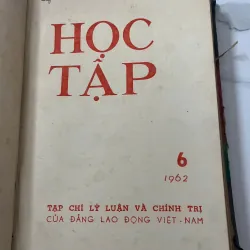 HỌC
TẬP
6
1962
TẠP CHÍ LÝ LUẬN VÀ CHÍNH TRỊ
CỦA ĐẢNG LAO ĐỘNG VIỆT-NAM